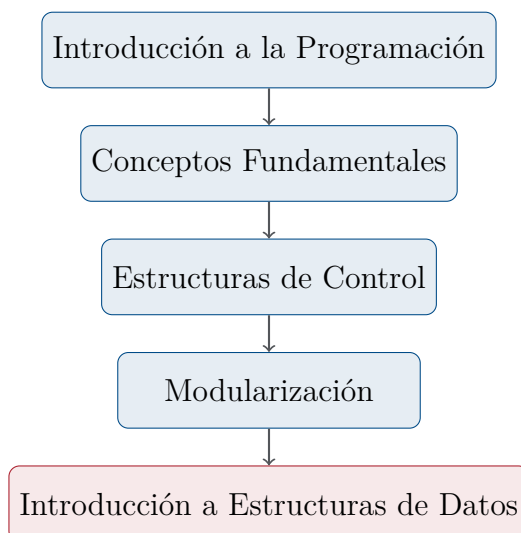 Introducción a la Programación
Conceptos Fundamentales
Estructuras de Control
Modularización
Introducción a Estructuras de Datos